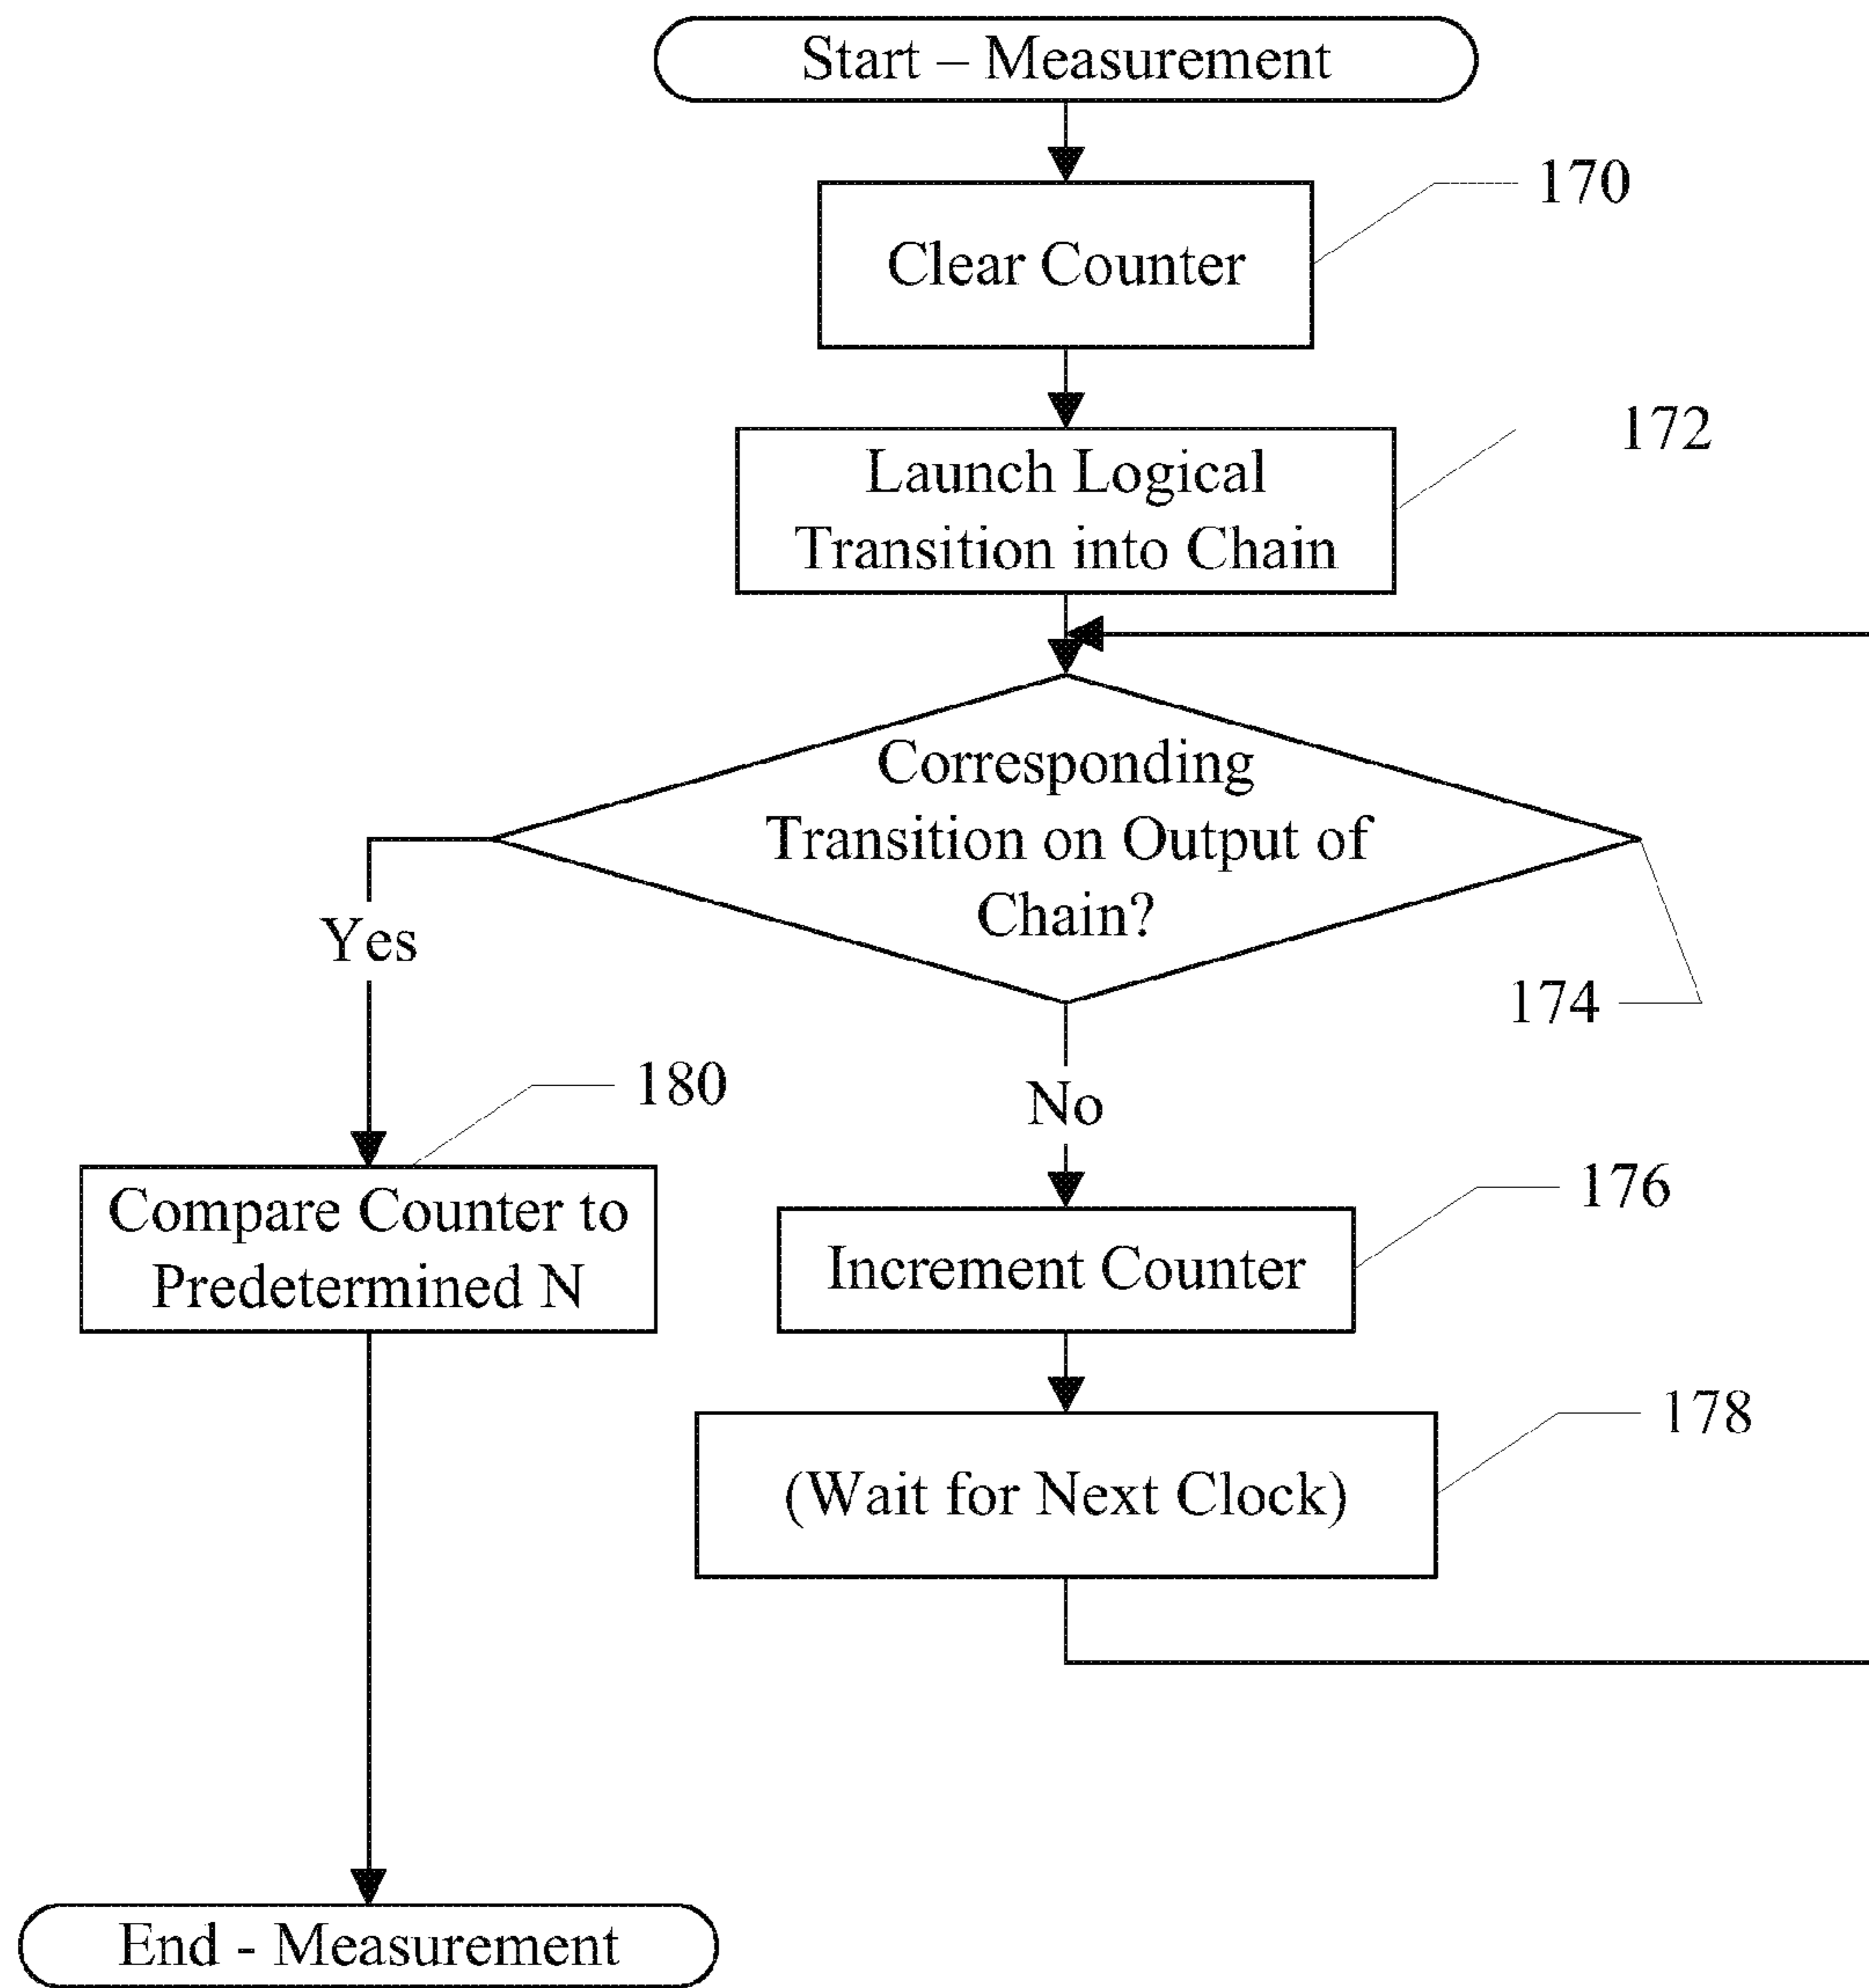 Start – Measurement
170
Clear Counter
172
Launch Logical
Transition into Chain
Corresponding
Transition on Output of
Chain?
Yes
174
180
No
Compare Counter to
Predetermined N
176
Increment Counter
178
(Wait for Next Clock)
End - Measurement